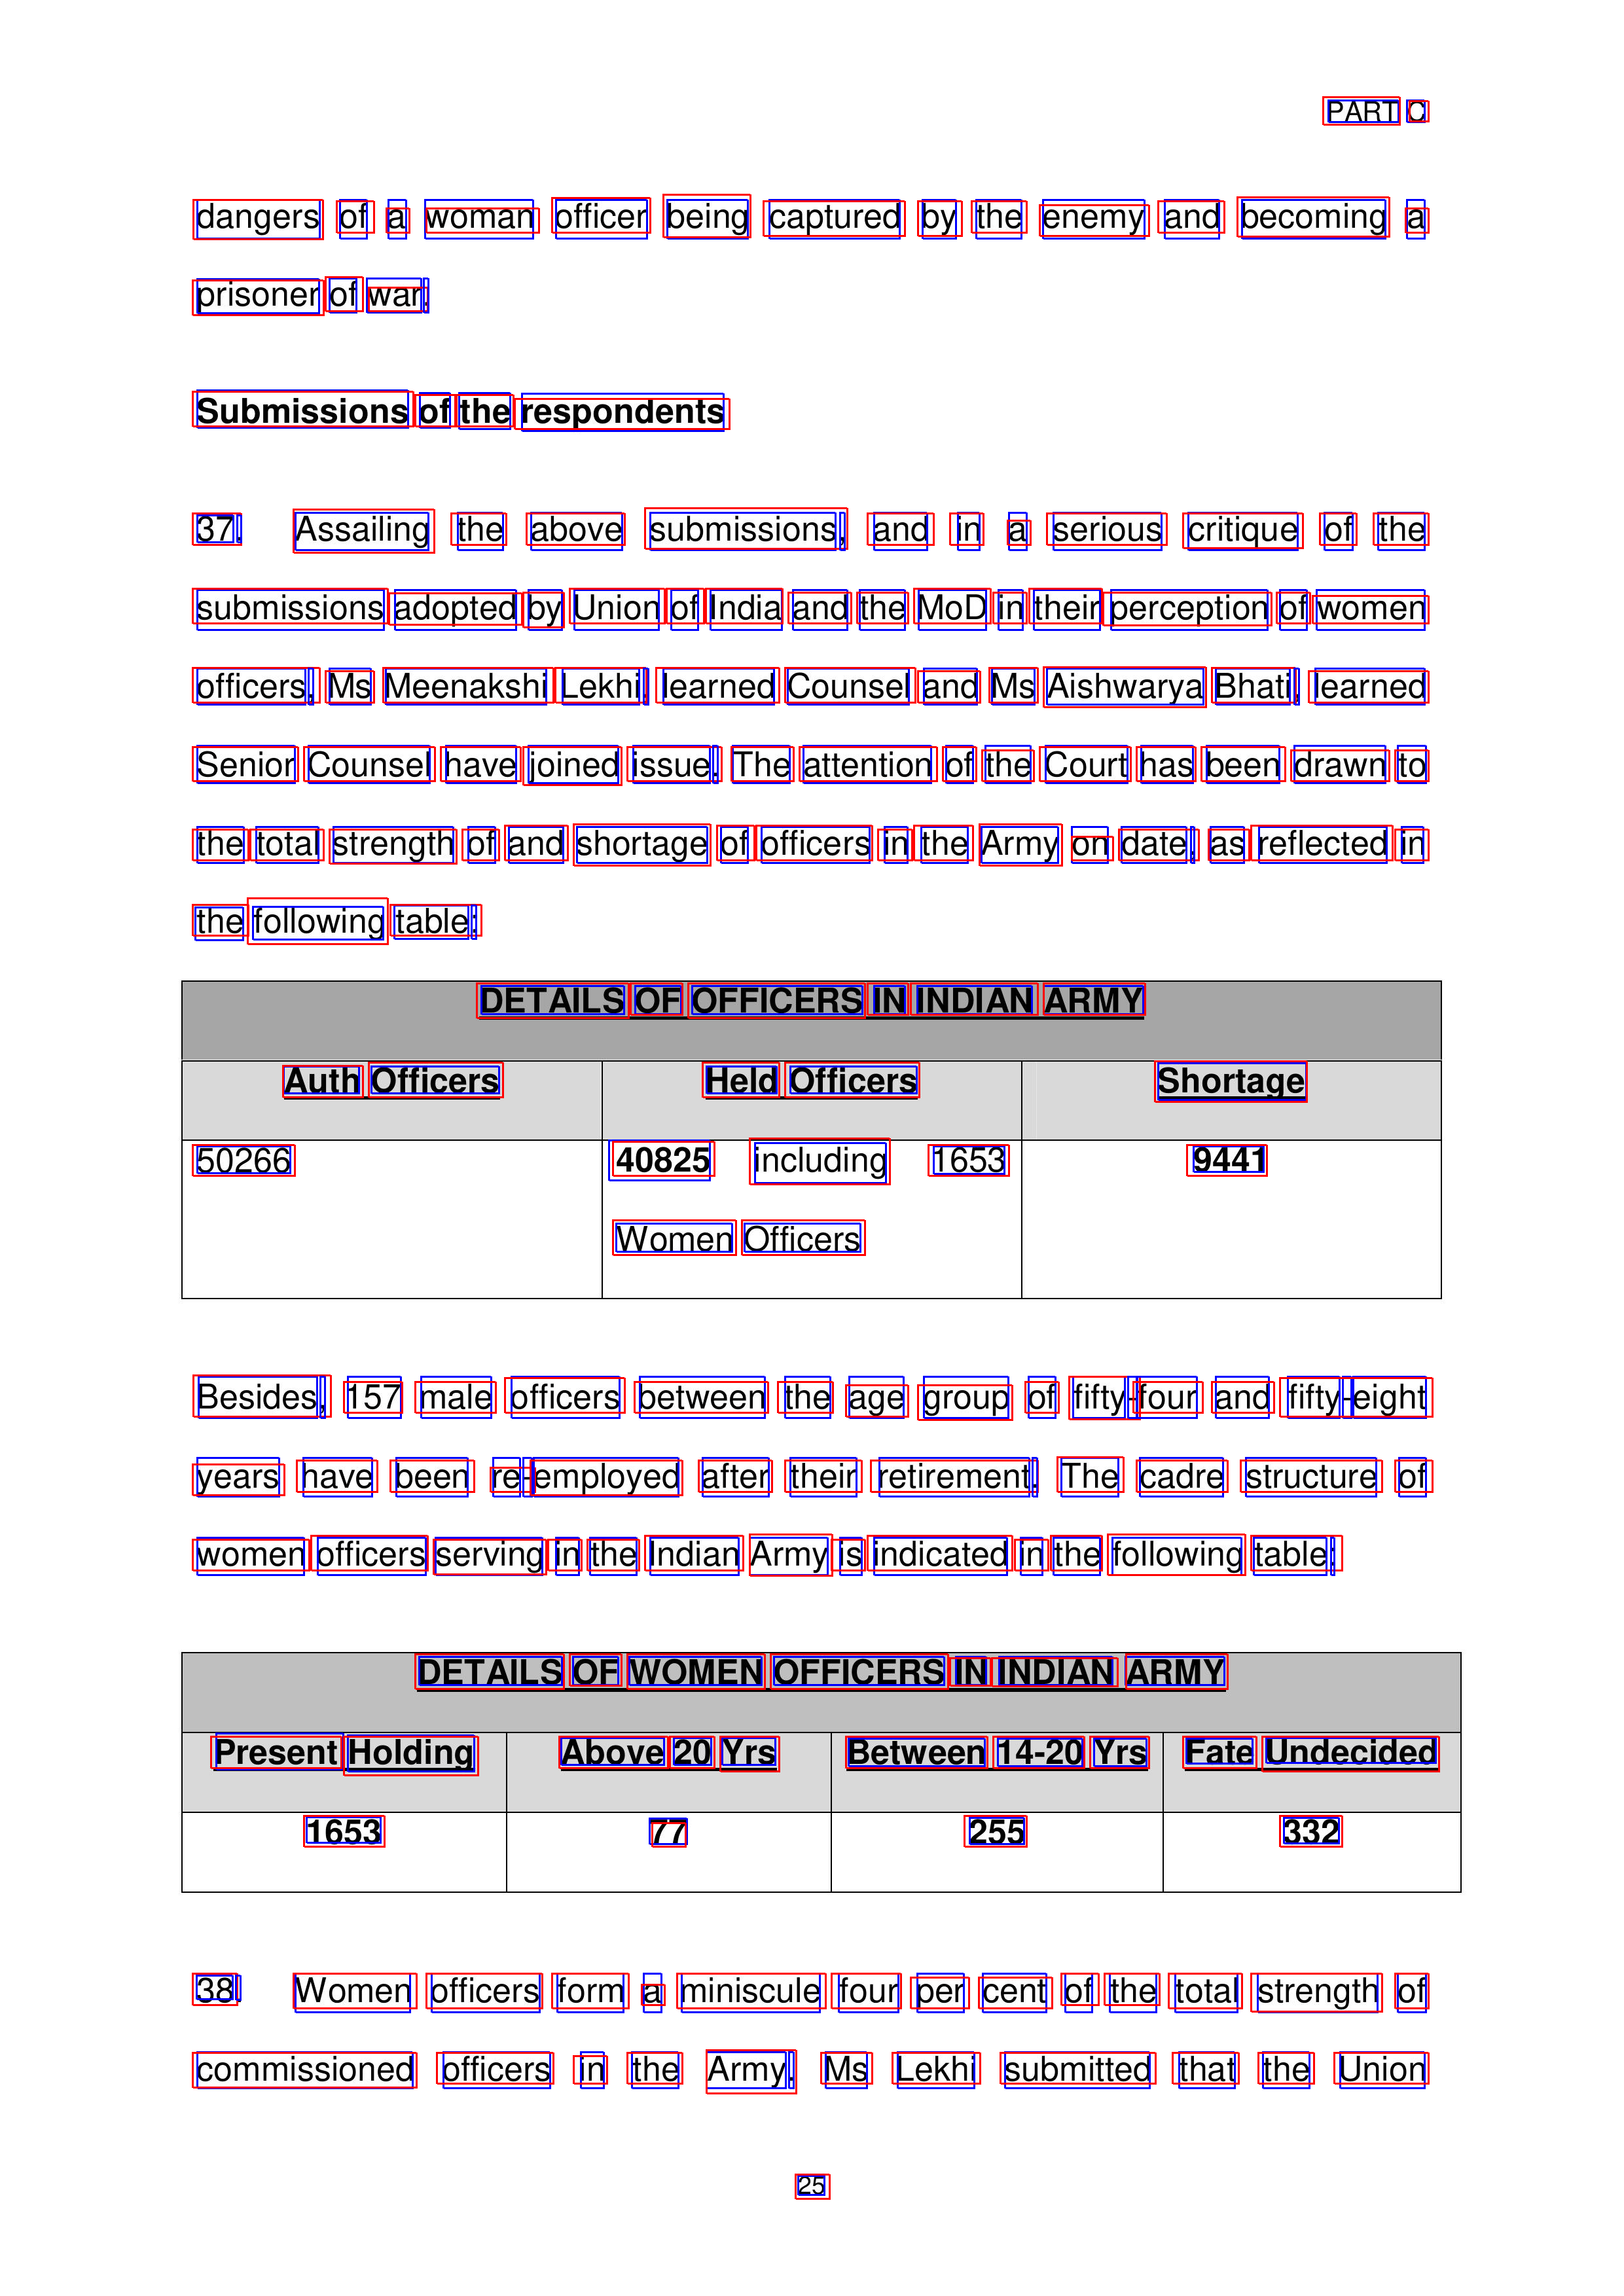 PART C
dangers of a woman officer being captured by the enemy and becoming a
prisoner of war.
Submissions of the respondents
37. Assailing the above submissions, and in a serious critique of the
submissions adopted by Union of India and the MoD in their perception of women
officers, Ms Meenakshi Lekhi, learned Counsel and Ms Aishwarya Bhati, learned
Senior Counsel have joined issue. The attention of the Court has been drawn to
the total strength of and shortage of officers in the Army on date, as reflected in
the following table:
DETAILS OF OFFICERS IN INDIAN ARMY
Auth Officers Held Officers Shortage
50266 40825 including 1653 9441
Women Officers
Besides, 157 male officers between the age group of fifty-four and fifty-eight
years have been re-employed after their retirement. The cadre structure of
women officers serving in the Indian Army is indicated in the following table:
DETAILS OF WOMEN OFFICERS IN INDIAN ARMY
Present Holding Above 20 Yrs Between 14-20 Yrs Fate Undecided
1653 77 255 332
38. Women officers form a miniscule four per cent of the total strength of
commissioned officers in the Army. Ms Lekhi submitted that the Union
25